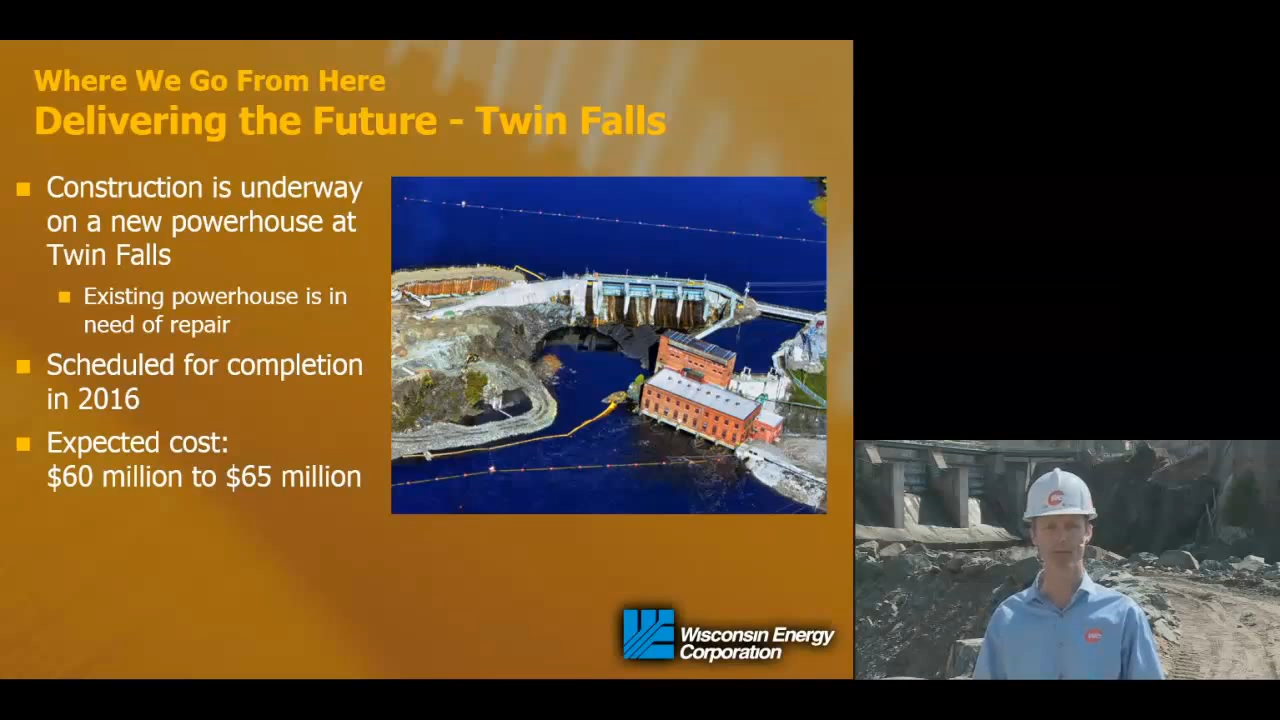 Where We Go From Here
Delivering the Future - Twin Falls
Construction is underway
on a new powerhouse at
Twin Falls
Existing powerhouse is in
need of repair
Scheduled for completion
in 2016
Expected cost:
$60 million to $65 million
Wisconsin Energy
Corporation